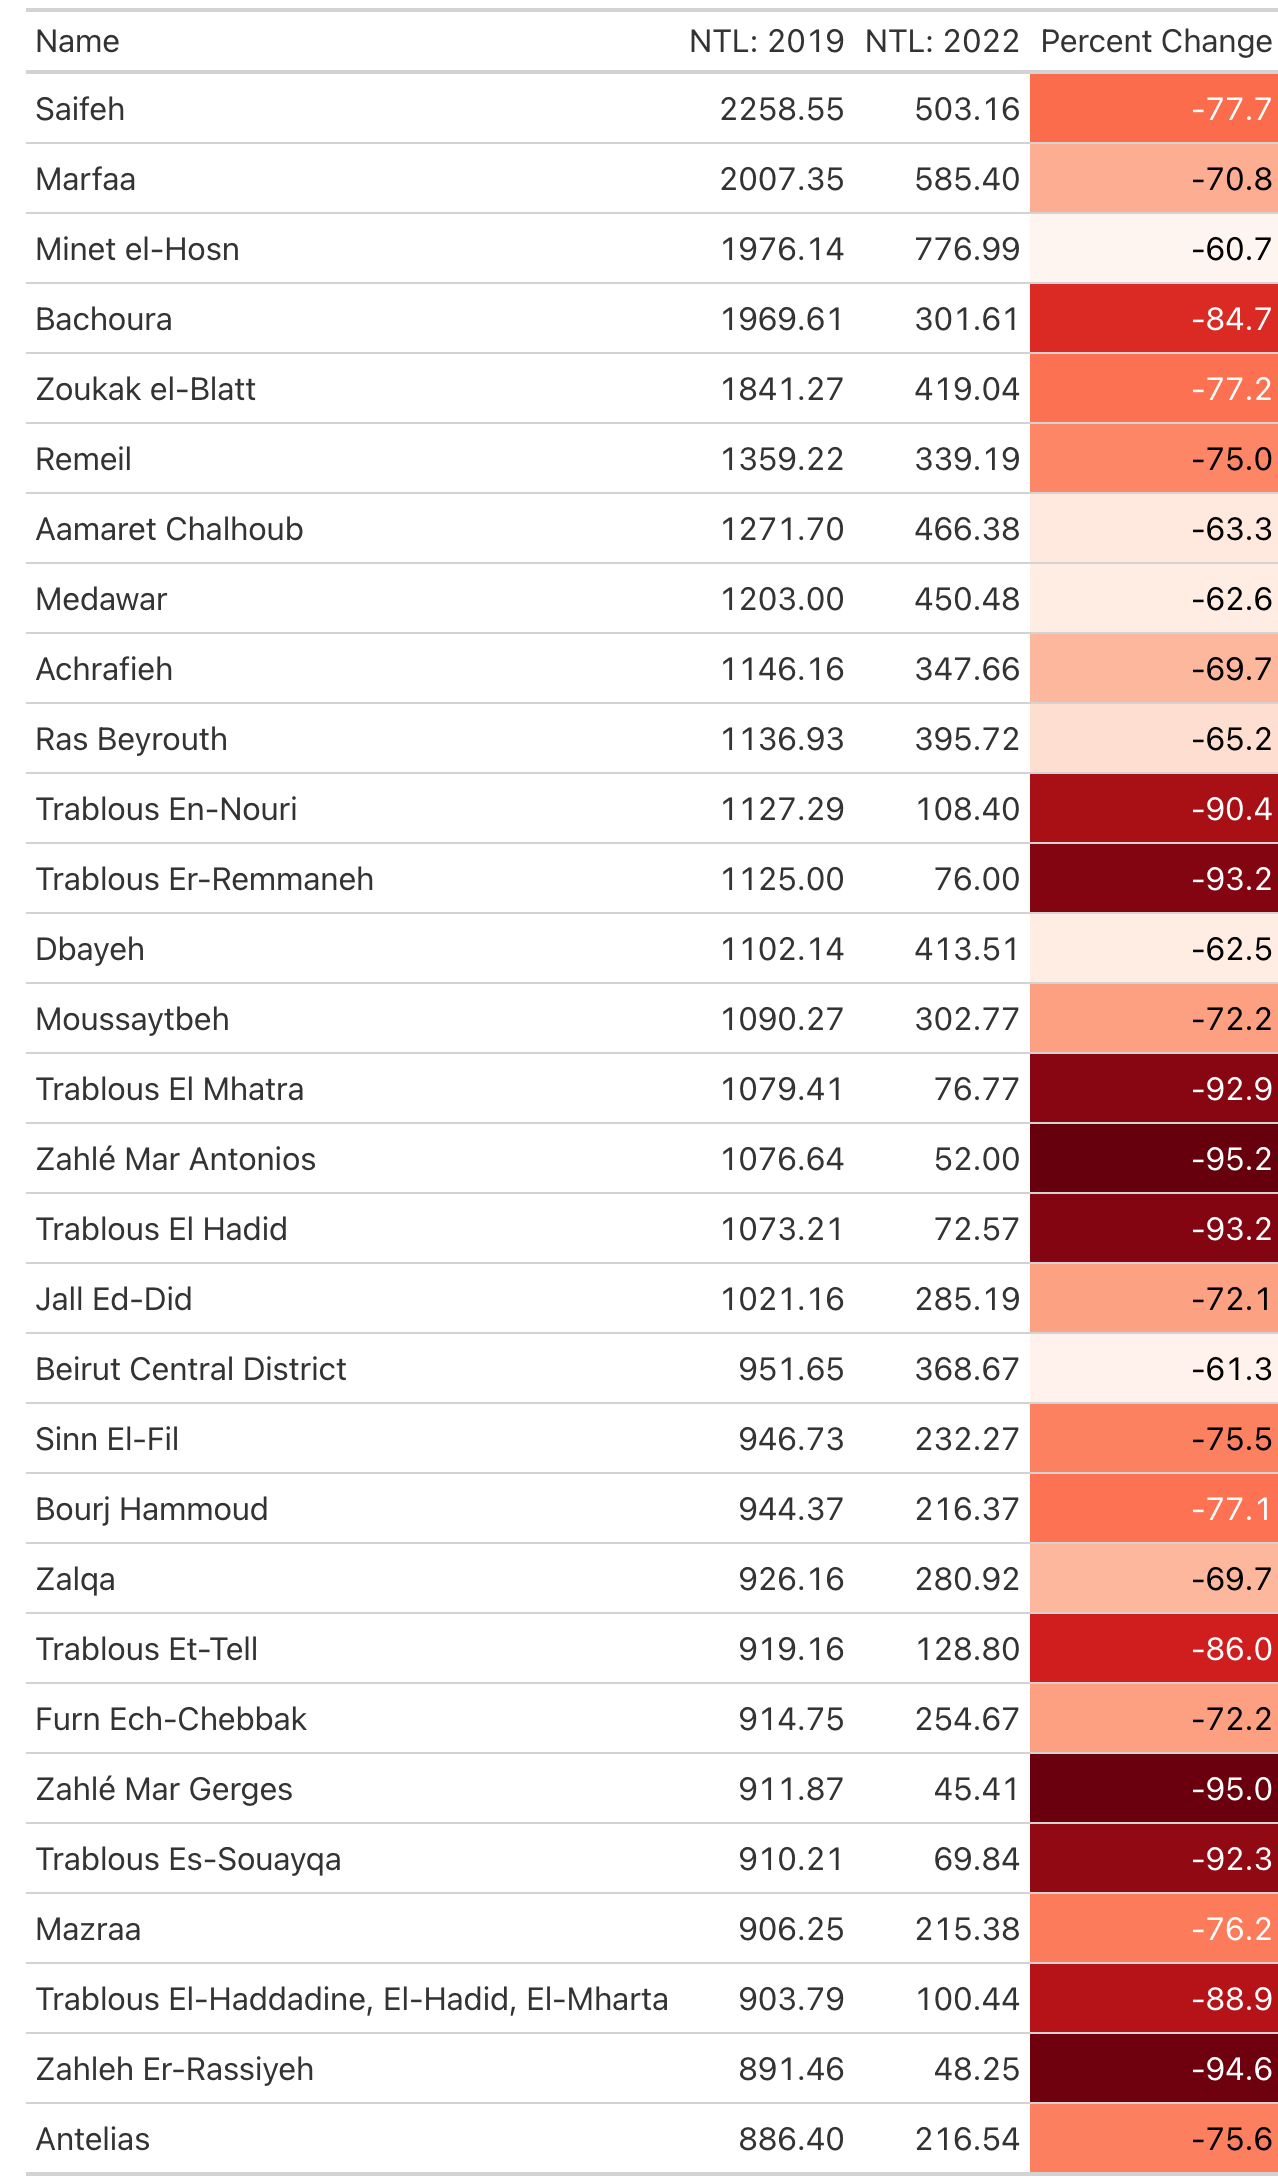 Name NTL: 2019 NTL: 2022 Percent Change
Saifeh 2258.55 503.16 -77.7
Marfaa 2007.35 585.40 -70.8
Minet el-Hosn 1976.14 776.99 -60.7
Bachoura 1969.61 301.61 -84.7
Zoukak el-Blatt 1841.27 419.04 -77.2
Remeil 1359.22 339.19 -75.0
Aamaret Chalhoub 1271.70 466.38 -63.3
Medawar 1203.00 450.48 -62.6
Achrafieh 1146.16 347.66 -69.7
Ras Beyrouth 1136.93 395.72 -65.2
Trablous En-Nouri 1127.29 108.40 -90.4
Trablous Er-Remmaneh 1125.00 76.00 -93.2
Dbayeh 1102.14 413.51 -62.5
Moussaytbeh 1090.27 302.77 -72.2
Trablous El Mhatra 1079.41 76.77 -92.9
Zahlé Mar Antonios 1076.64 52.00 -95.2
Trablous El Hadid 1073.21 72.57 -93.2
Jall Ed-Did 1021.16 285.19 -72.1
Beirut Central District 951.65 368.67 -61.3
Sinn El-Fil 946.73 232.27 -75.5
Bourj Hammoud 944.37 216.37 -77.1
Zalqa 926.16 280.92 -69.7
Trablous Et-Tell 919.16 128.80 -86.0
Furn Ech-Chebbak 914.75 254.67 -72.2
Zahlé Mar Gerges 911.87 45.41 -95.0
Trablous Es-Souayqa 910.21 69.84 -92.3
Mazraa 906.25 215.38 -76.2
Trablous El-Haddadine, El-Hadid, El-Mharta 903.79 100.44 -88.9
Zahleh Er-Rassiyeh 891.46 48.25 -94.6
Antelias 886.40 216.54 -75.6